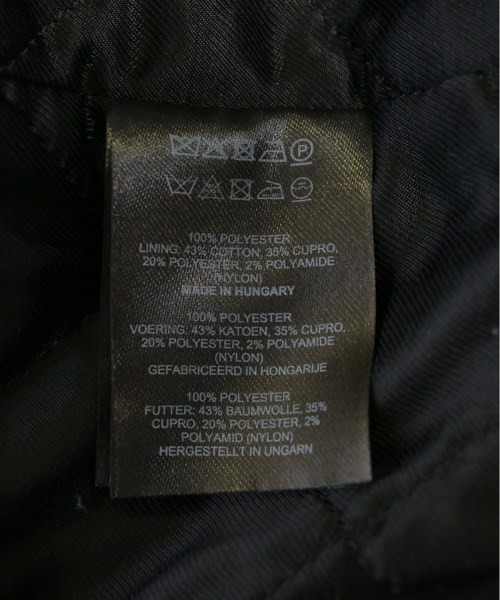 P
100% POLYESTER
LINING: 43% COTTON, 35% CUPRO,
20% POLYESTER, 2% POLYAMIDE
(NYLON)
MADE IN HUNGARY
100% POLYESTER
VOERING: 43% KATOEN, 35% CUPRO,
20% POLYESTER, 2% POLYAMIDE
(NYLON)
GEFABRICEERD IN HONGARIJE
100% POLYESTER
FUTTER: 43% BAUMWOLLE, 35%
CUPRO, 20% POLYESTER, 2%
POLYAMID (NYLON)
HERGESTELLT IN UNGARN